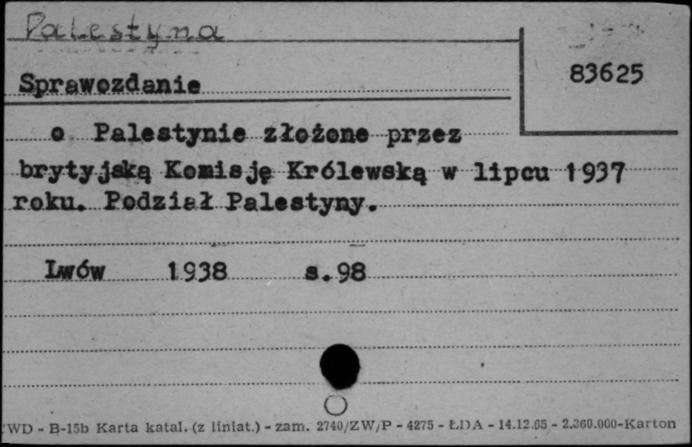 Palestyna
83625
Sprawozdanie
o Palestynie złożone przez
brytyjską Komisję Królewską w lipcu 1937
roku. Podział Palestyny.
Lwów 1938 s.98
WD - B-15b Karta katal. (z liniat.) - zam. 2740/ZW/P - 4275 - ŁDA - 14.12.65 - 2.360.000-Karton